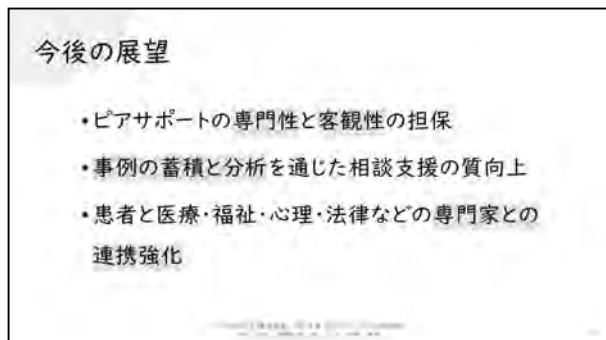 今後の展望
・ピアサポートの専門性と客観性の担保
・事例の蓄積と分析を通じた相談支援の質向上
・患者と医療・福祉・心理・法律などの専門家との
連携強化